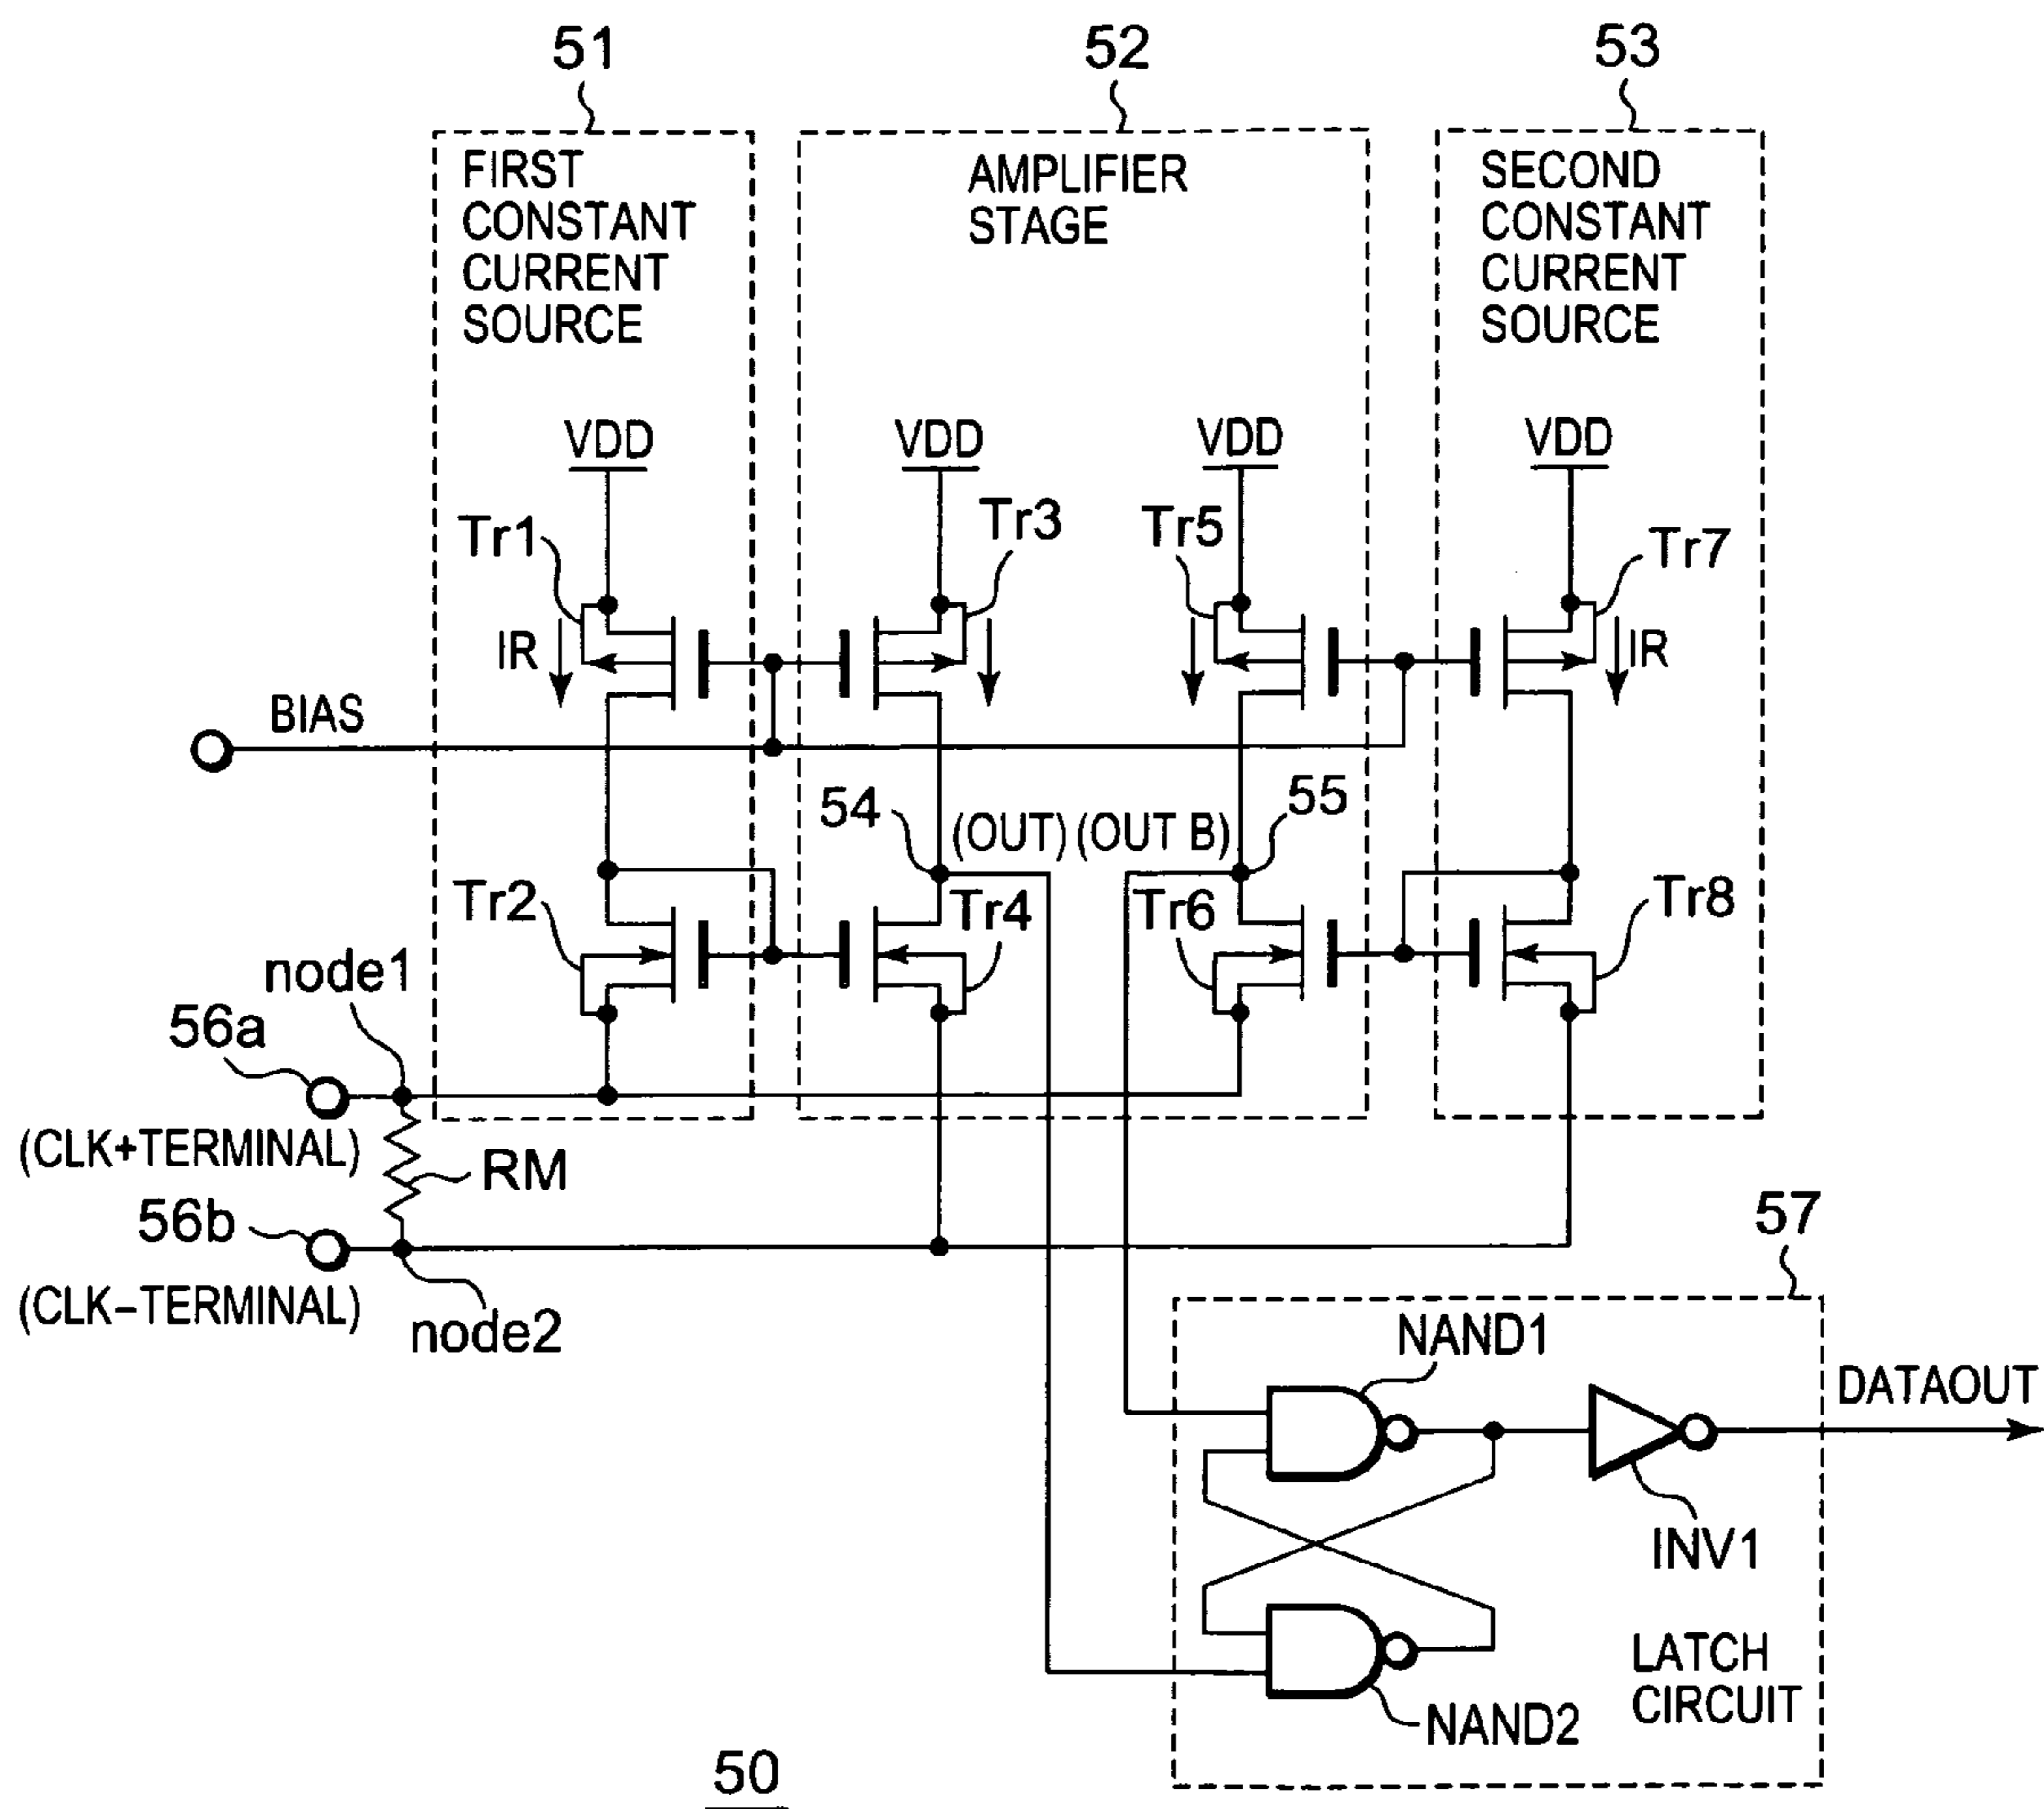 51
52
53
FIRST
CONSTANT
CURRENT
SOURCE
AMPLIFIER
STAGE
SECOND
CONSTANT
CURRENT
SOURCE
VDD
VDD
VDD
VDD
Tr1
Tr3
Tr5
Tr7
IR
IR
BIAS
54
(OUT)
(OUT B)
55
Tr2
Tr4
Tr6
Tr8
node1
56a
(CLK+TERMINAL)
RM
56b
(CLK−TERMINAL)
node2
57
NAND1
DATAOUT
INV1
LATCH
CIRCUIT
NAND2
50